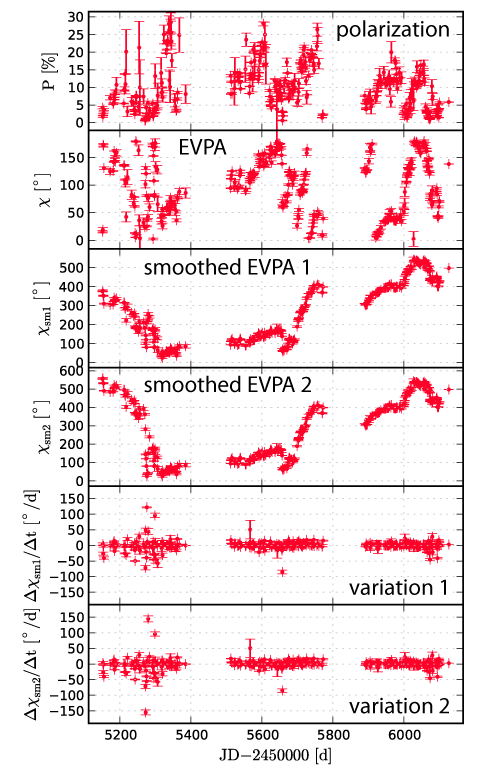 30
25
20
15
10
5
0
P [%]
polarization
150
100
50
0
χ [°]
EVPA
500
400
300
200
100
0
χsm1 [°]
smoothed EVPA 1
600
500
400
300
200
100
0
χsm2 [°]
smoothed EVPA 2
150
100
50
0
−50
−100
−150
Δχsm1/Δt [°/d]
variation 1
150
100
50
0
−50
−100
−150
Δχsm2/Δt [°/d]
variation 2
5200 5400 5600 5800 6000
JD−2450000 [d]